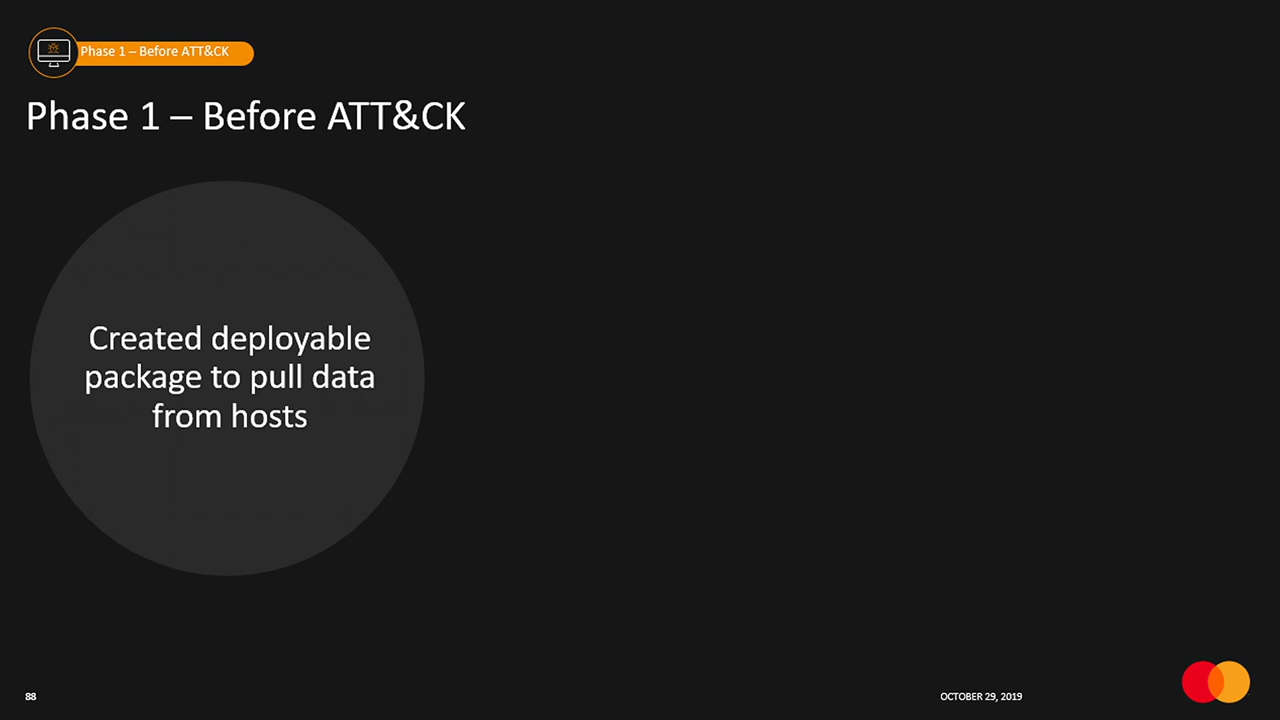 Phase 1 – Before ATT&CK
Phase 1 – Before ATT&CK
Created deployable
package to pull data
from hosts
88
OCTOBER 29, 2019